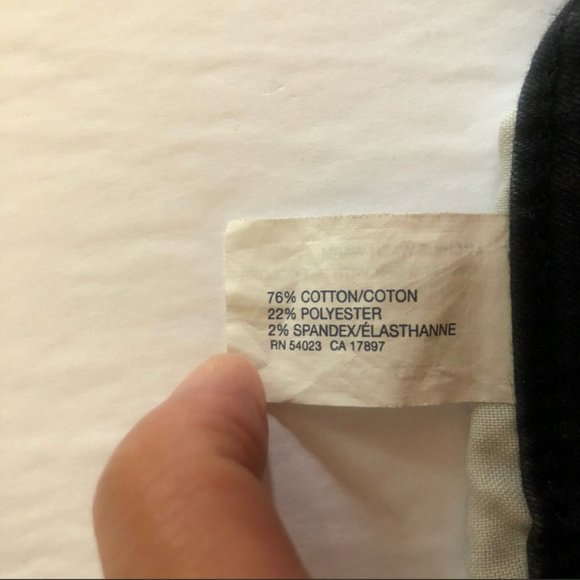 76% COTTON/COTON
22% POLYESTER
2% SPANDEX/ÉLASTHANNE
RN 54023 CA 17897